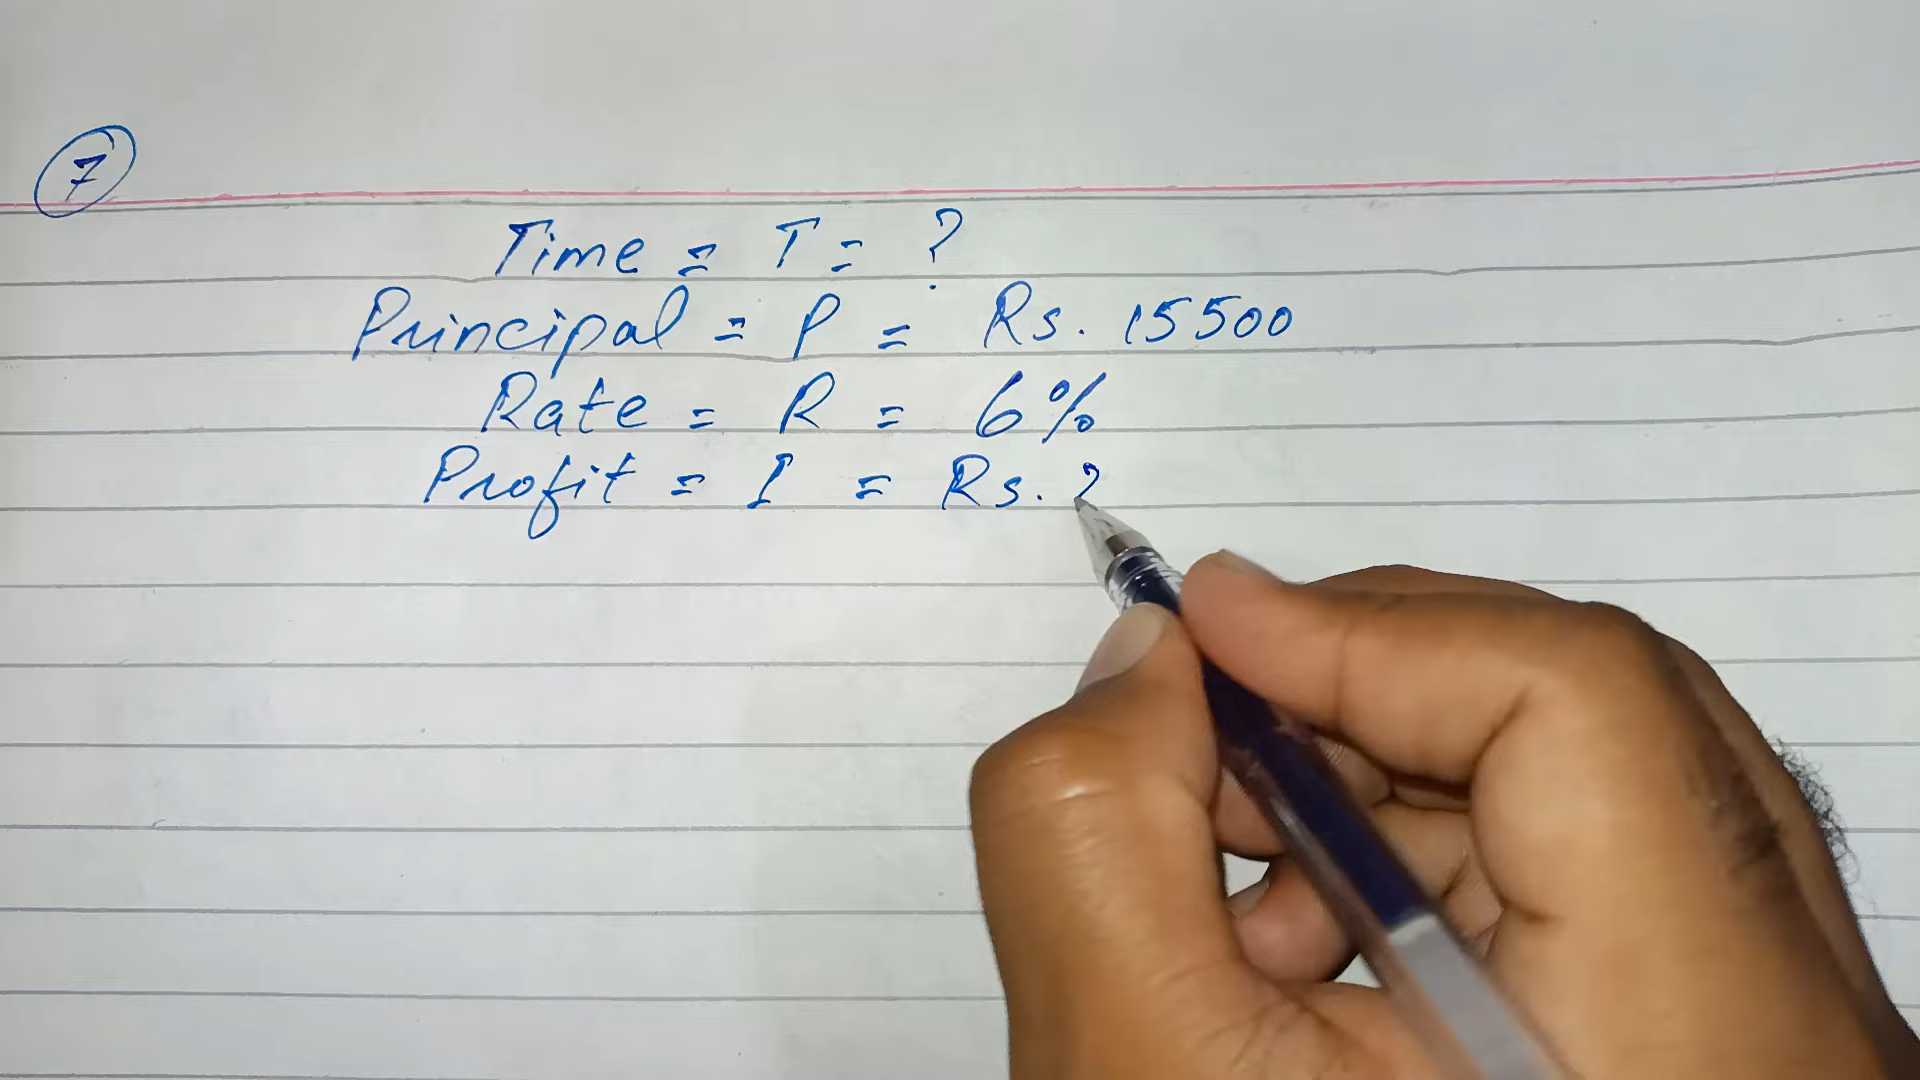 7
Time = T = ?
Principal = P = Rs. 15500
Rate = R = 6%
Profit = I = Rs.